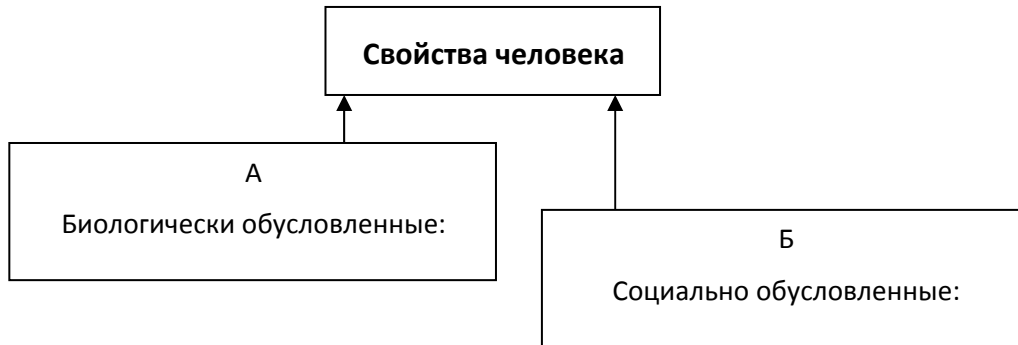 Свойства человека
А
Биологически обусловленные:
Б
Социально обусловленные: